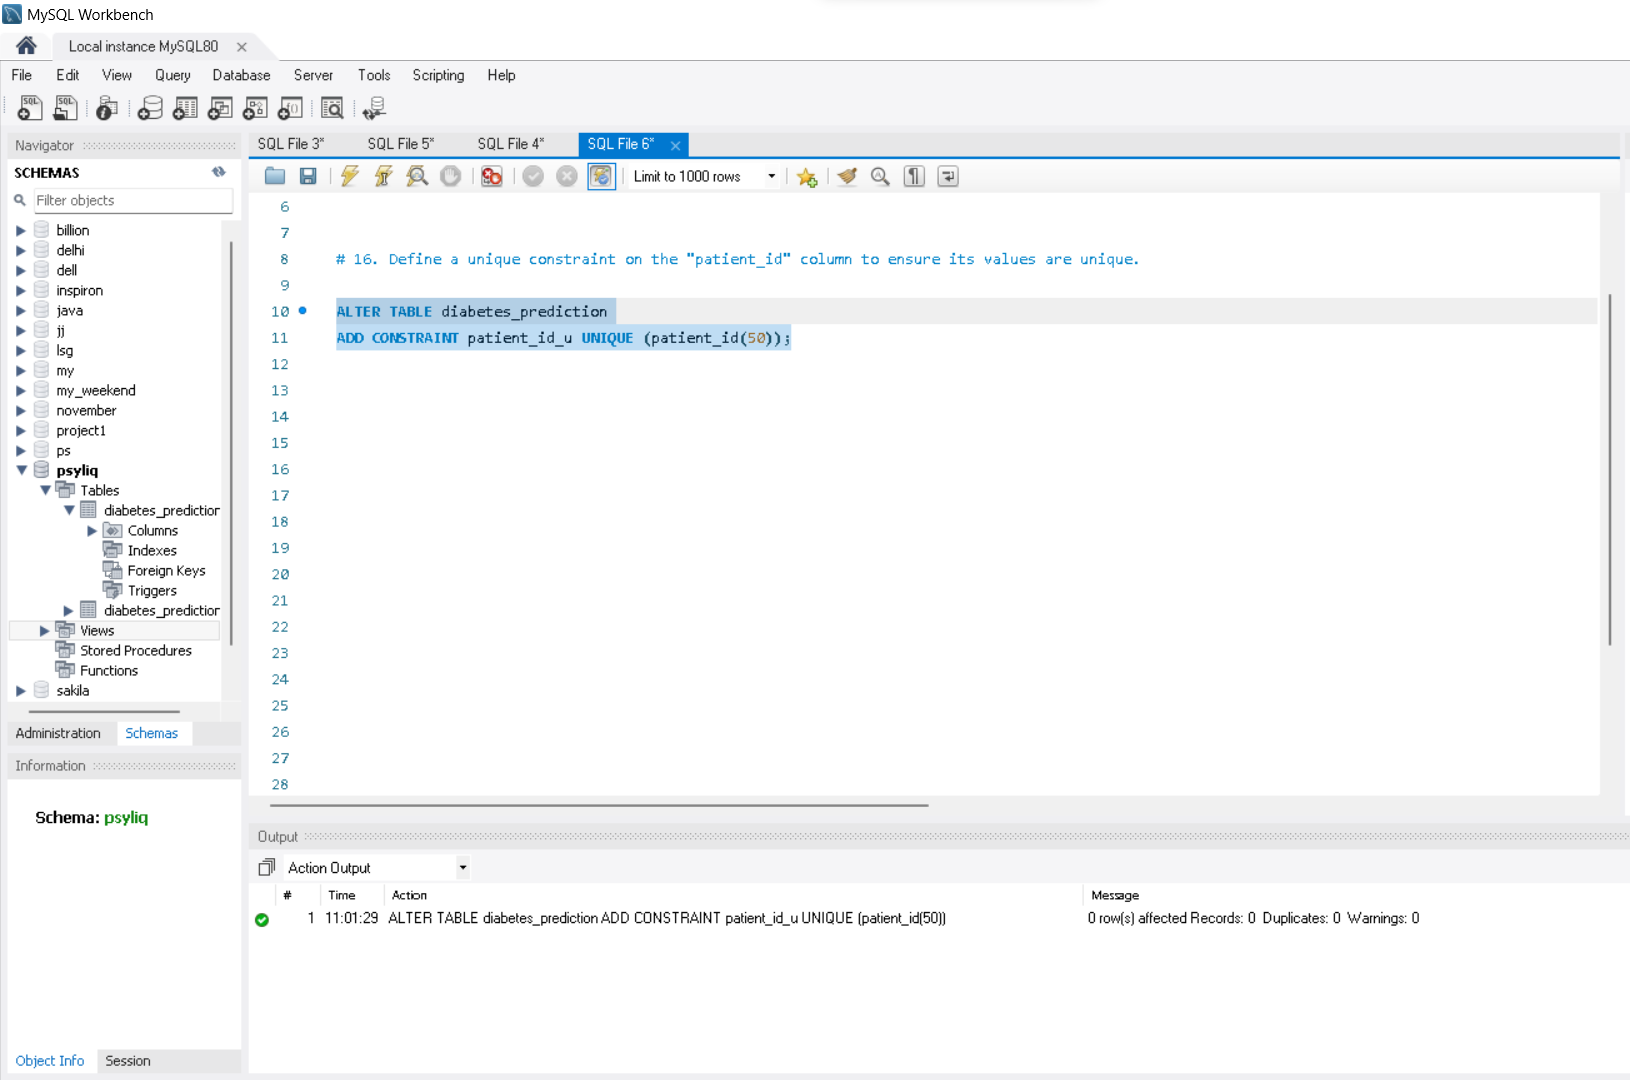 MySQL Workbench
Local instance MySQL80
File Edit View Query Database Server Tools Scripting Help
Navigator
SCHEMAS
Filter objects
billion
delhi
dell
inspiron
java
jj
lsg
my
my_weekend
november
project1
ps
psyliq
Tables
diabetes_prediction
Columns
Indexes
Foreign Keys
Triggers
diabetes_prediction
Views
Stored Procedures
Functions
sakila
Administration Schemas
Information
Schema: psyliq
Object Info Session
SQL File 3* SQL File 5* SQL File 4* SQL File 6*
Limit to 1000 rows
6
7
8 # 16. Define a unique constraint on the "patient_id" column to ensure its values are unique.
9
10 ALTER TABLE diabetes_prediction
11 ADD CONSTRAINT patient_id_u UNIQUE (patient_id(50));
12
13
14
15
16
17
18
19
20
21
22
23
24
25
26
27
28
Output
Action Output
# Time Action Message
1 11:01:29 ALTER TABLE diabetes_prediction ADD CONSTRAINT patient_id_u UNIQUE (patient_id(50)) 0 row(s) affected Records: 0 Duplicates: 0 Warnings: 0